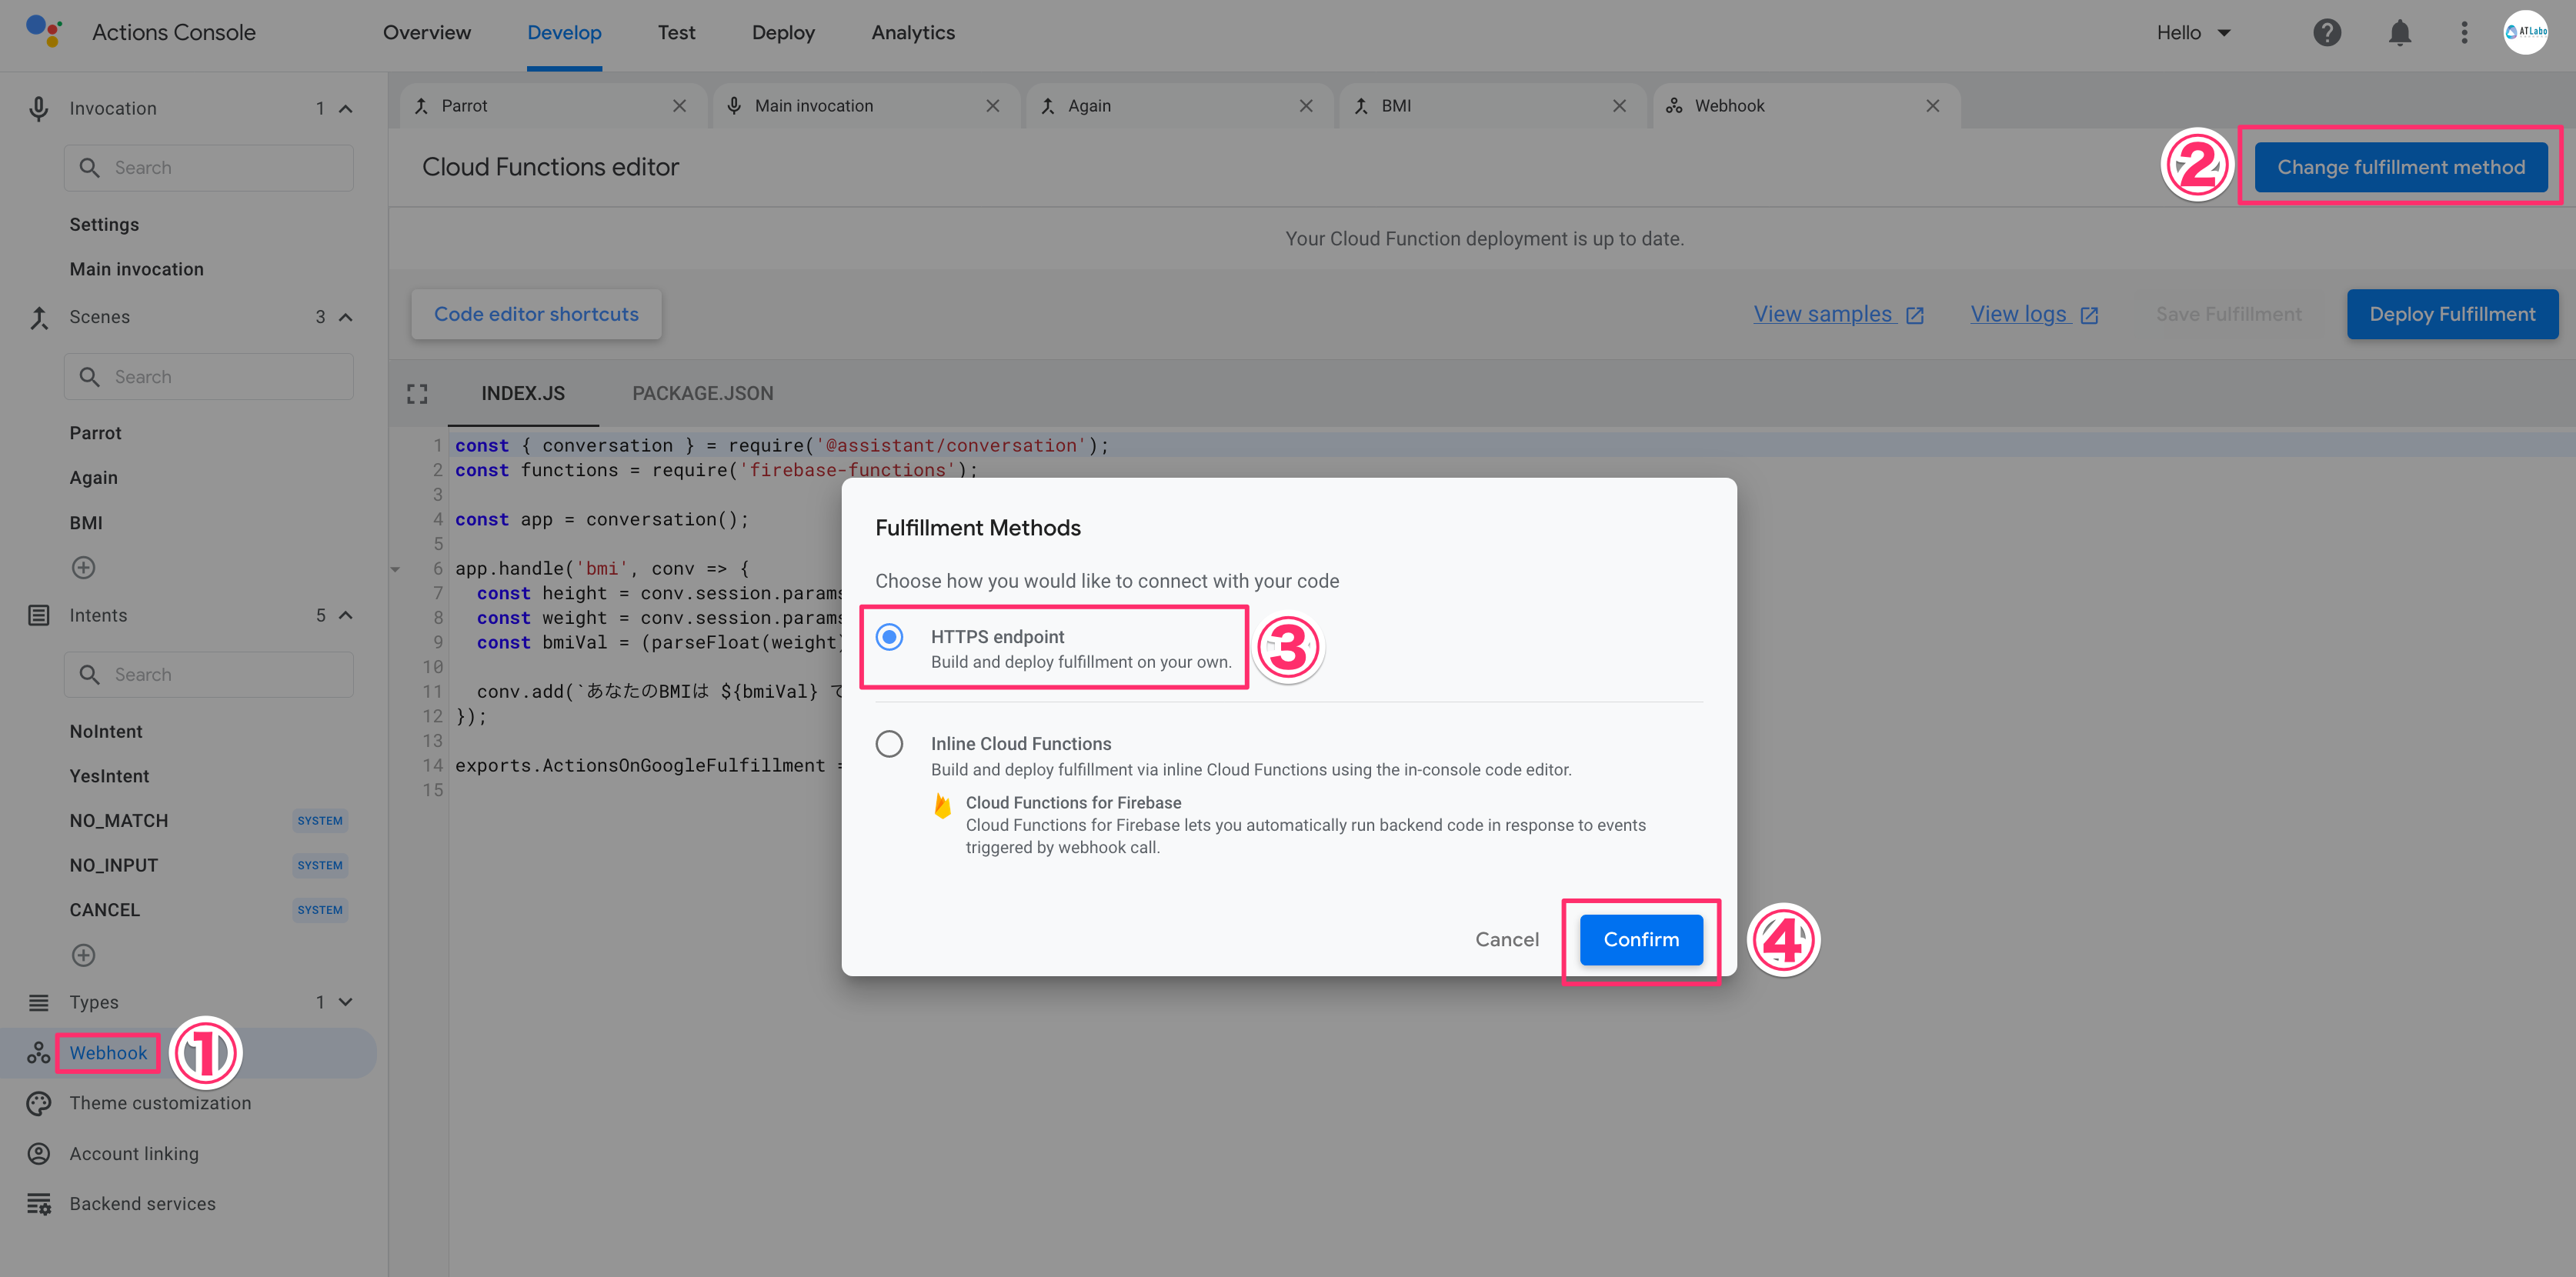 Actions Console
Overview
Develop
Test
Deploy
Analytics
Hello
ATLabo
Invocation 1
Search
Settings
Main invocation
Scenes 3
Search
Parrot
Again
BMI
Intents 5
Search
NoIntent
YesIntent
NO_MATCH SYSTEM
NO_INPUT SYSTEM
CANCEL SYSTEM
Types 1
Webhook
①
Theme customization
Account linking
Backend services
Parrot
Main invocation
Again
BMI
Webhook
Cloud Functions editor
②
Change fulfillment method
Your Cloud Function deployment is up to date.
Code editor shortcuts
View samples
View logs
Save Fulfillment
Deploy Fulfillment
INDEX.JS
PACKAGE.JSON
1 const { conversation } = require('@assistant/conversation');
2 const functions = require('firebase-functions');
3
4 const app = conversation();
5
6 app.handle('bmi', conv => {
7 const height = conv.session.params
8 const weight = conv.session.params
9 const bmiVal = (parseFloat(weight)
10
11 conv.add(`あなたのBMIは ${bmiVal} で
12 });
13
14 exports.ActionsOnGoogleFulfillment =
15
Fulfillment Methods
Choose how you would like to connect with your code
HTTPS endpoint
Build and deploy fulfillment on your own.
③
Inline Cloud Functions
Build and deploy fulfillment via inline Cloud Functions using the in-console code editor.
Cloud Functions for Firebase
Cloud Functions for Firebase lets you automatically run backend code in response to events
triggered by webhook call.
Cancel
Confirm
④